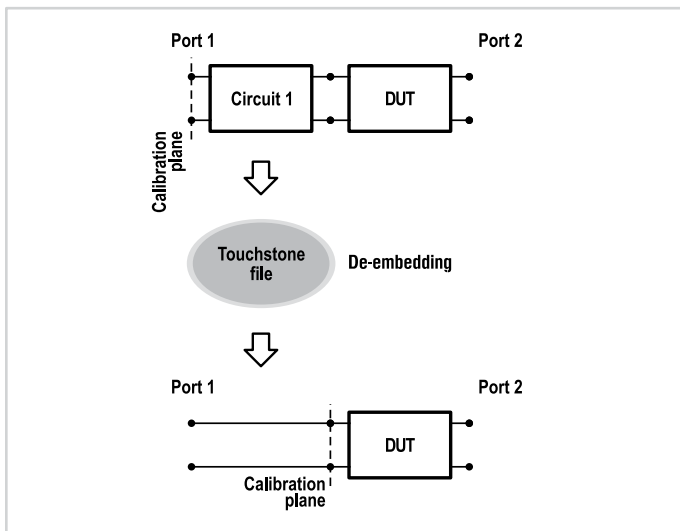 Port 1
Port 2
Circuit 1
DUT
Calibration
plane
Touchstone
file
De-embedding
Port 1
Port 2
DUT
Calibration
plane